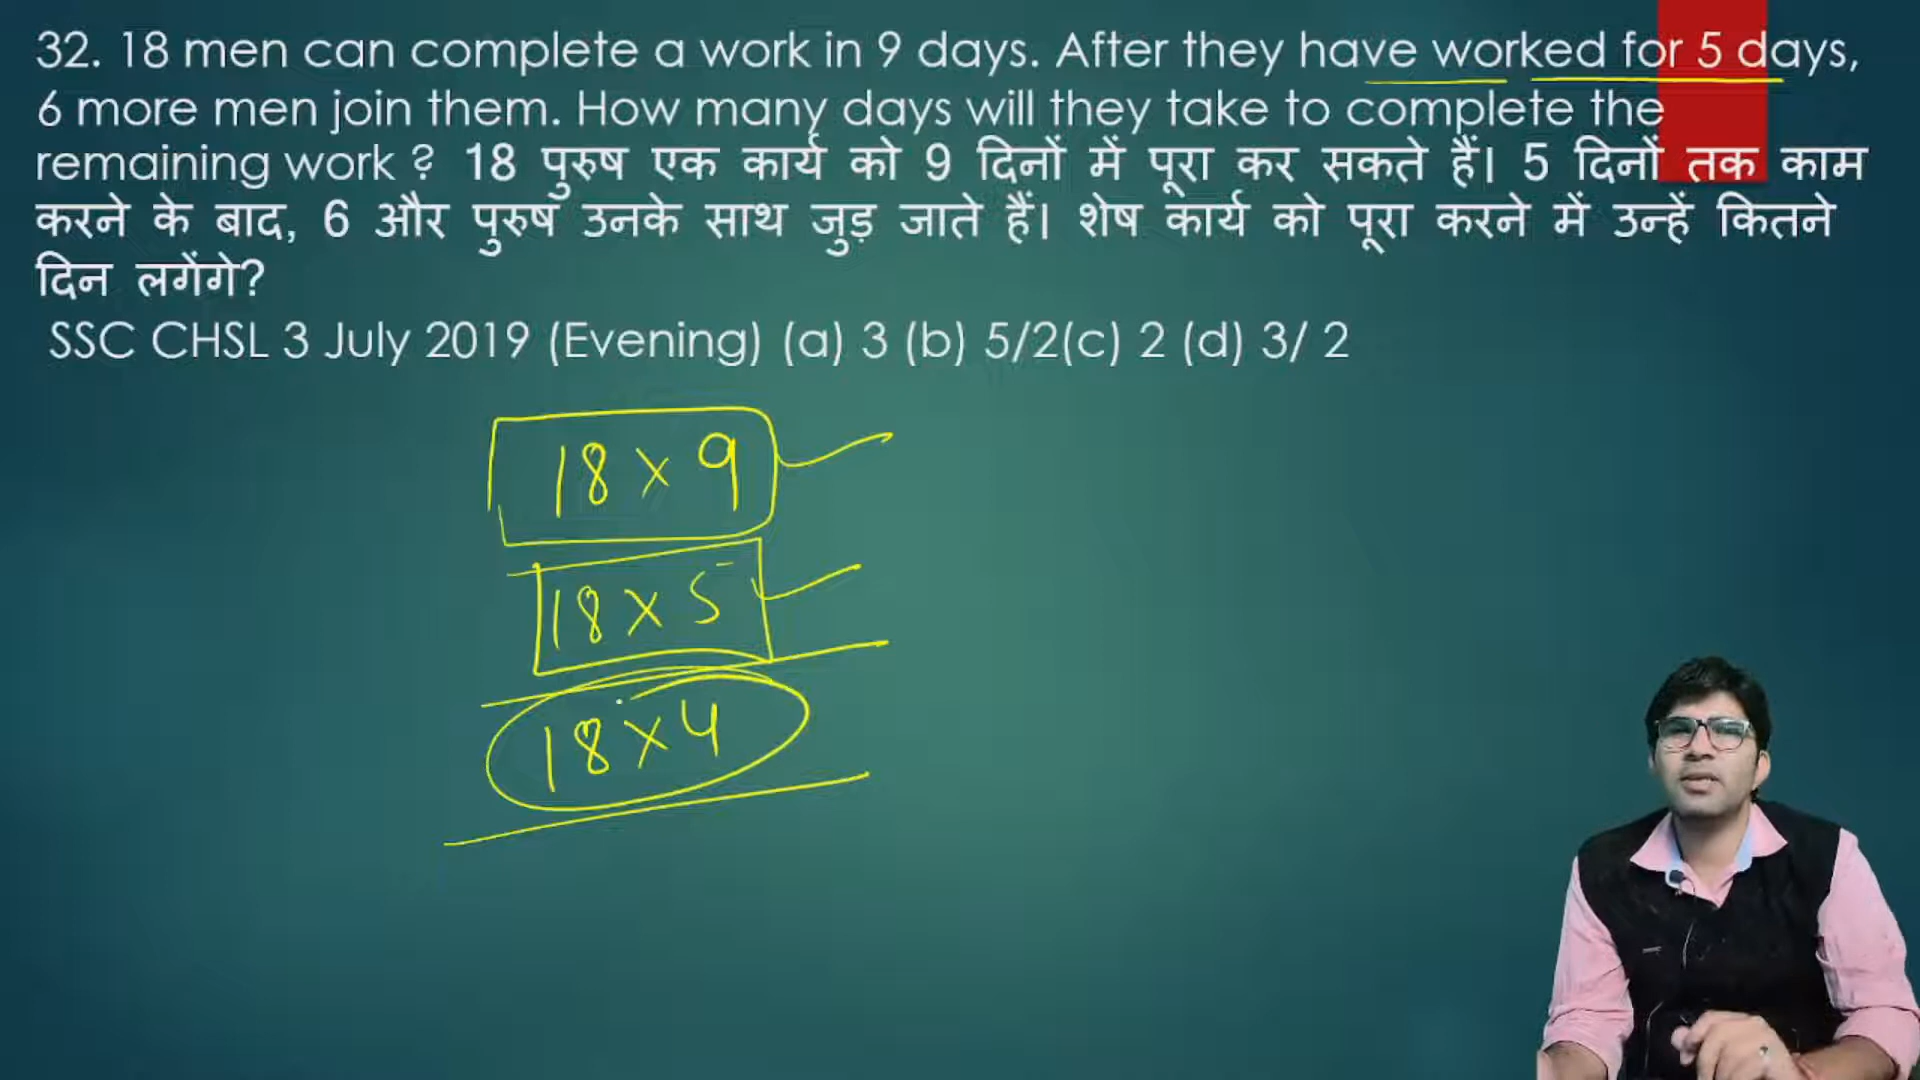 32. 18 men can complete a work in 9 days. After they have worked for 5 days,
6 more men join them. How many days will they take to complete the
remaining work ? 18 पुरुष एक कार्य को 9 दिनों में पूरा कर सकते हैं। 5 दिनों तक काम
करने के बाद, 6 और पुरुष उनके साथ जुड़ जाते हैं। शेष कार्य को पूरा करने में उन्हें कितने
दिन लगेंगे?
SSC CHSL 3 July 2019 (Evening) (a) 3 (b) 5/2(c) 2 (d) 3/ 2
18 x 9
18 x 5
18 x 4